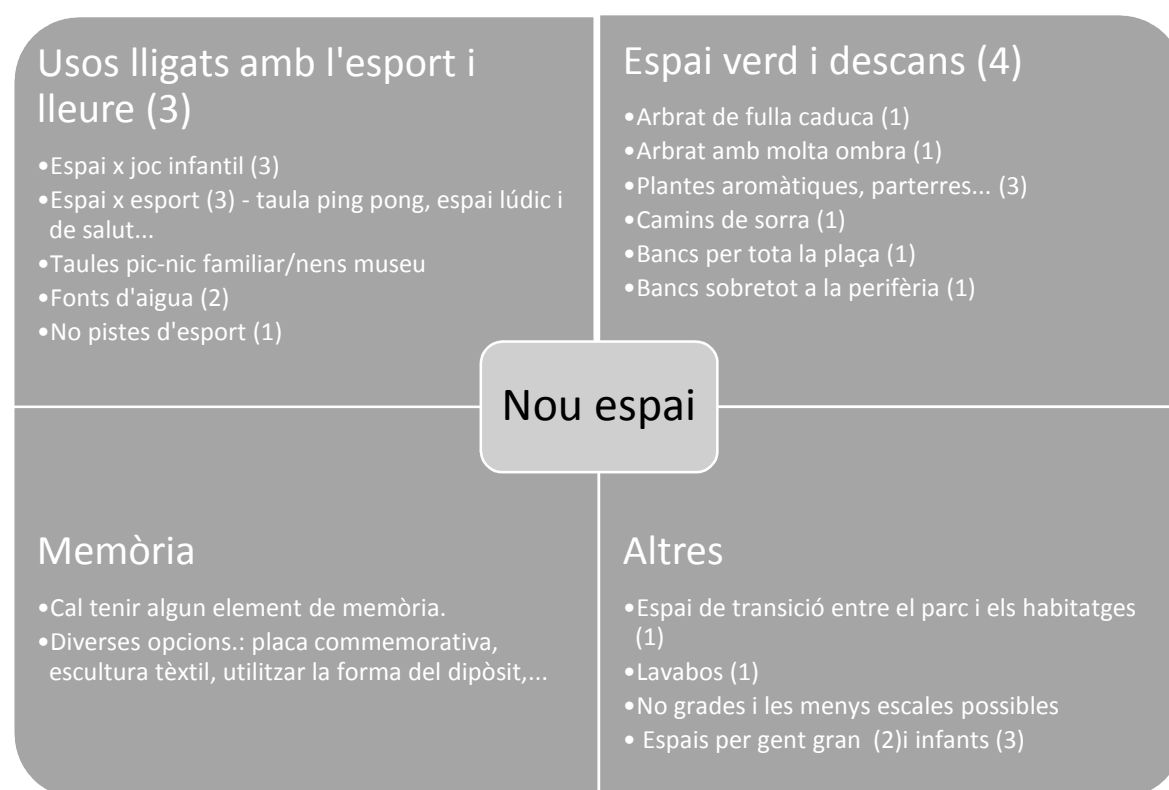 Usos lligats amb l'esport i
lleure (3)
•Espai x joc infantil (3)
•Espai x esport (3) - taula ping pong, espai lúdic i
de salut...
•Taules pic-nic familiar/nens museu
•Fonts d'aigua (2)
•No pistes d'esport (1)
Espai verd i descans (4)
•Arbrat de fulla caduca (1)
•Arbrat amb molta ombra (1)
•Plantes aromàtiques, parterres... (3)
•Camins de sorra (1)
•Bancs per tota la plaça (1)
•Bancs sobretot a la perifèria (1)
Nou espai
Memòria
•Cal tenir algun element de memòria.
•Diverses opcions.: placa commemorativa,
escultura tèxtil, utilitzar la forma del dipòsit,...
Altres
•Espai de transició entre el parc i els habitatges
(1)
•Lavabos (1)
•No grades i les menys escales possibles
• Espais per gent gran  (2)i infants (3)